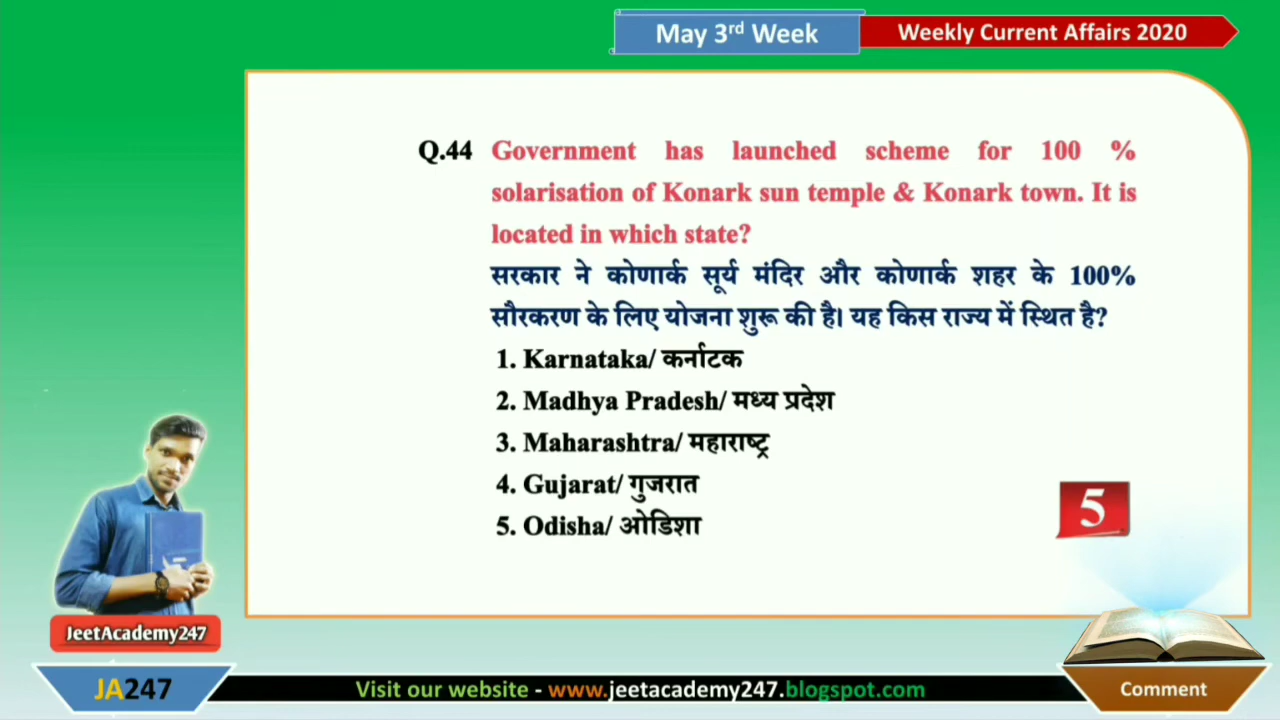 May 3rd Week
Weekly Current Affairs 2020
Q.44 Government has launched scheme for 100 %
solarisation of Konark sun temple & Konark town. It is
located in which state?
सरकार ने कोणार्क सूर्य मंदिर और कोणार्क शहर के 100%
सौरकरण के लिए योजना शुरू की है। यह किस राज्य में स्थित है?
1. Karnataka/ कर्नाटक
2. Madhya Pradesh/ मध्य प्रदेश
3. Maharashtra/ महाराष्ट्र
4. Gujarat/ गुजरात
5. Odisha/ ओडिशा
5
JeetAcademy247
JA247
Visit our website - www.jeetacademy247.blogspot.com
Comment